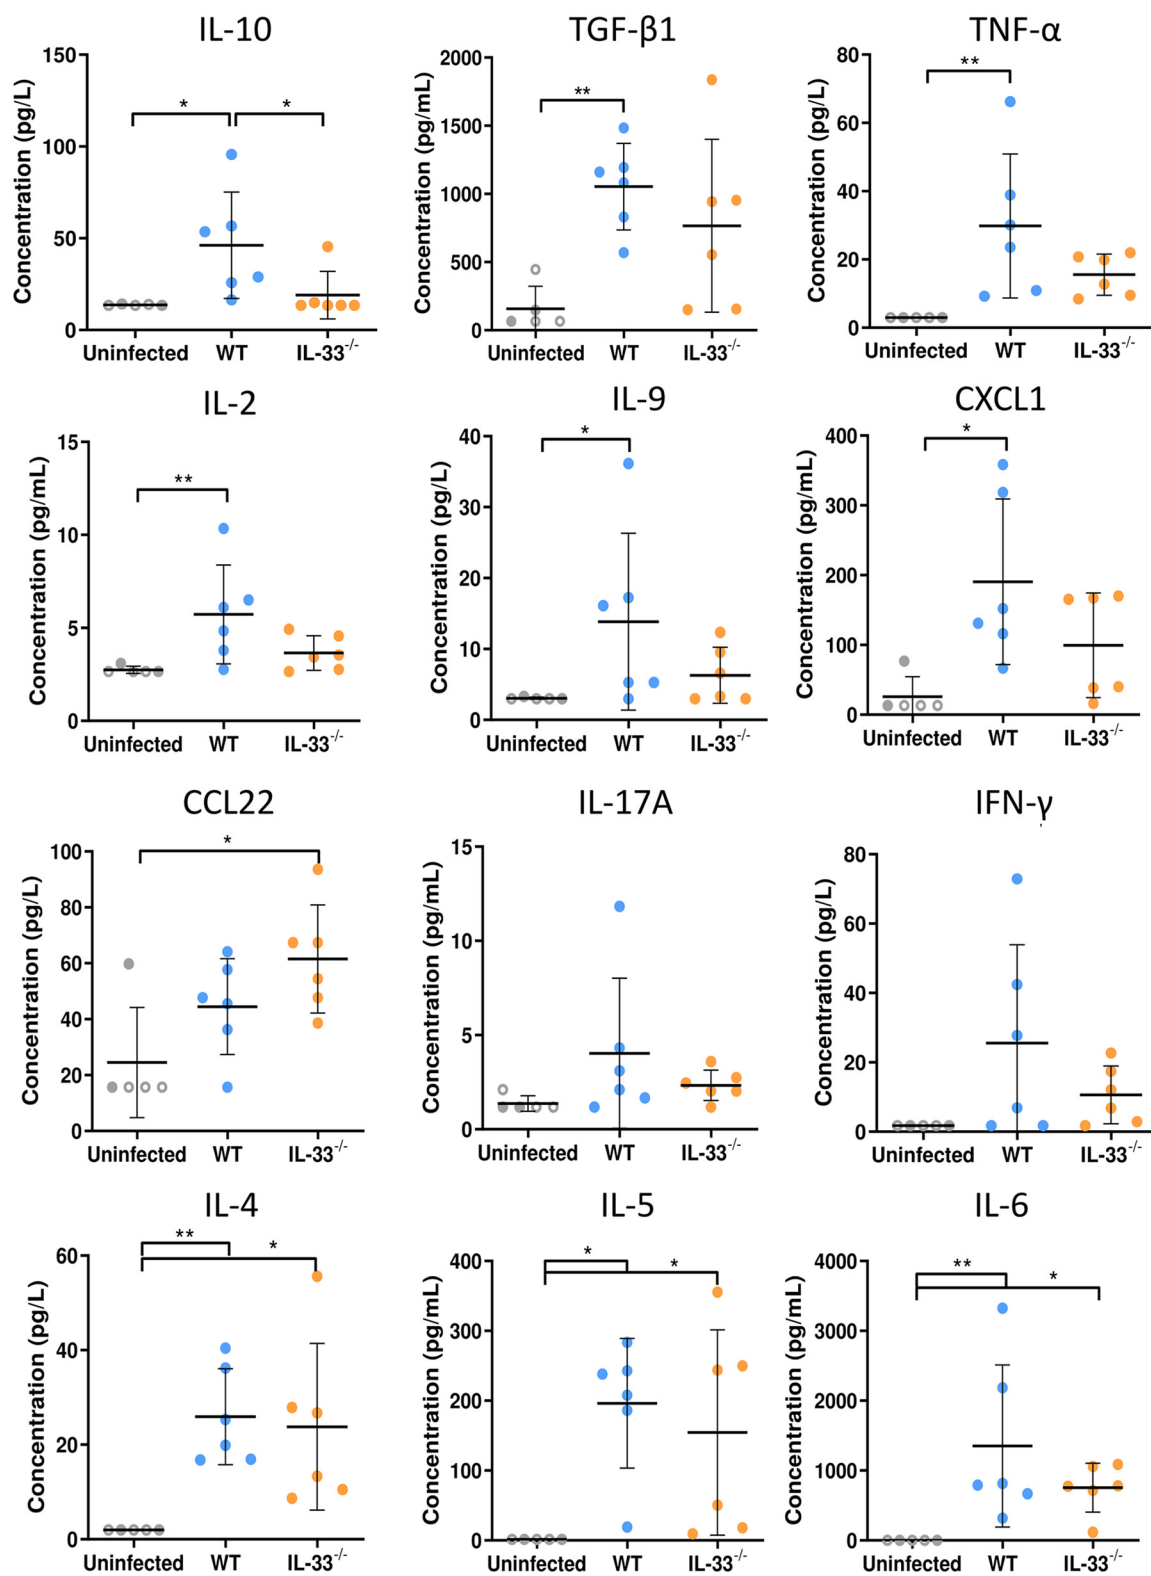 IL-10
150
100
50
0
Concentration (pg/L)
*
*
Uninfected WT IL-33-/-
TGF-β1
2000
1500
1000
500
0
Concentration (pg/mL)
**
Uninfected WT IL-33-/-
TNF-α
80
60
40
20
0
Concentration (pg/L)
**
Uninfected WT IL-33-/-
IL-2
15
10
5
0
Concentration (pg/mL)
**
Uninfected WT IL-33-/-
IL-9
40
30
20
10
0
Concentration (pg/L)
*
Uninfected WT IL-33-/-
CXCL1
400
300
200
100
0
Concentration (pg/mL)
*
Uninfected WT IL-33-/-
CCL22
100
80
60
40
20
0
Concentration (pg/L)
*
Uninfected WT IL-33-/-
IL-17A
15
10
5
0
Concentration (pg/mL)
Uninfected WT IL-33-/-
IFN-γ
80
60
40
20
0
Concentration (pg/L)
Uninfected WT IL-33-/-
IL-4
60
40
20
0
Concentration (pg/L)
**
*
Uninfected WT IL-33-/-
IL-5
400
300
200
100
0
Concentration (pg/mL)
*
*
Uninfected WT IL-33-/-
IL-6
4000
3000
2000
1000
0
Concentration (pg/mL)
**
*
Uninfected WT IL-33-/-